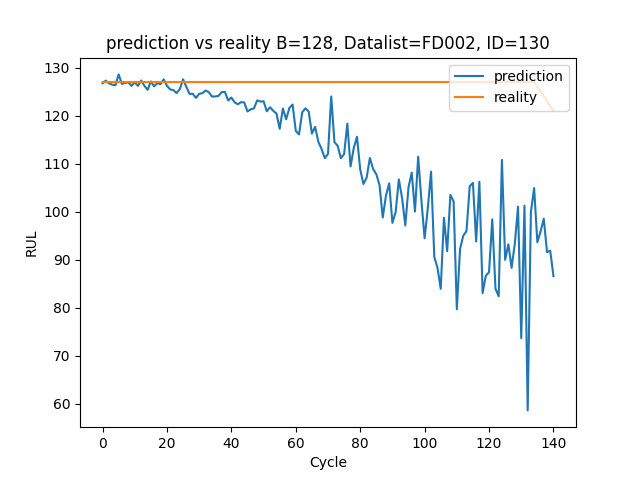 prediction vs reality B=128, Datalist=FD002, ID=130
prediction
reality
130
120
110
100
90
80
70
60
RUL
0 20 40 60 80 100 120 140
Cycle